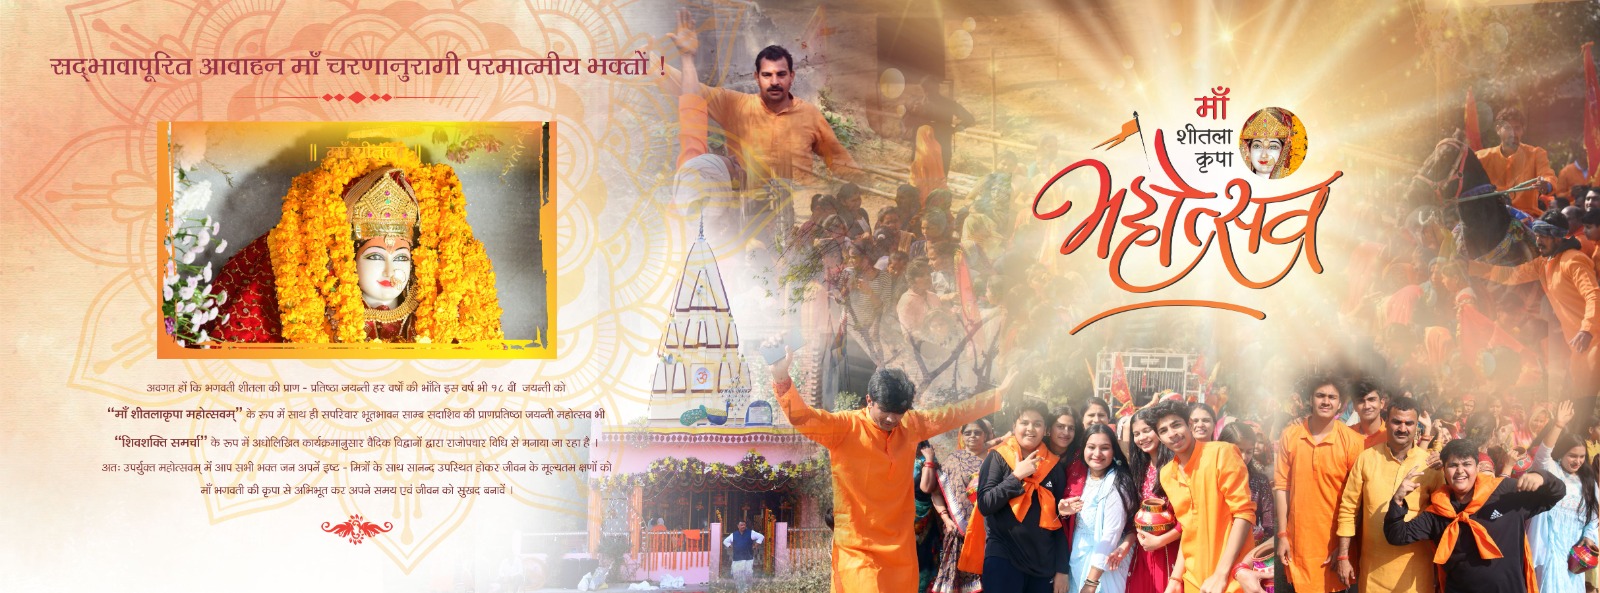 सद्भावापूरित आवाहन माँ चरणानुरागी परमात्मीय भक्तों !
अवगत हों कि भगवती शीतला की प्राण - प्रतिष्ठा जयन्ती हर वर्षो की भाँति इस वर्ष भी १८ वीं जयन्ती को
“माँ शीतलाकृपा महोत्सवम्” के रूप में साथ ही सपरिवार भूतभावन साम्ब सदाशिव की प्राणप्रतिष्ठा जयन्ती महोत्सव भी
“शिवशक्ति समर्चा” के रूप में अधोलिखित कार्यक्रमानुसार वैदिक विद्वानों द्वारा राजोपचार विधि से मनाया जा रहा हैं ।
अतः उपर्युक्त महोत्सवम् में आप सभी भक्त जन अपनें इष्ट - मित्रों के साथ सानन्द उपस्थित होकर जीवन के मूल्यतम क्षणों को
माँ भगवती की कृपा से अभिभूत कर अपने समय एवं जीवन को सुखद बनावें ।
माँ
शीतला
कृपा
महोत्सव